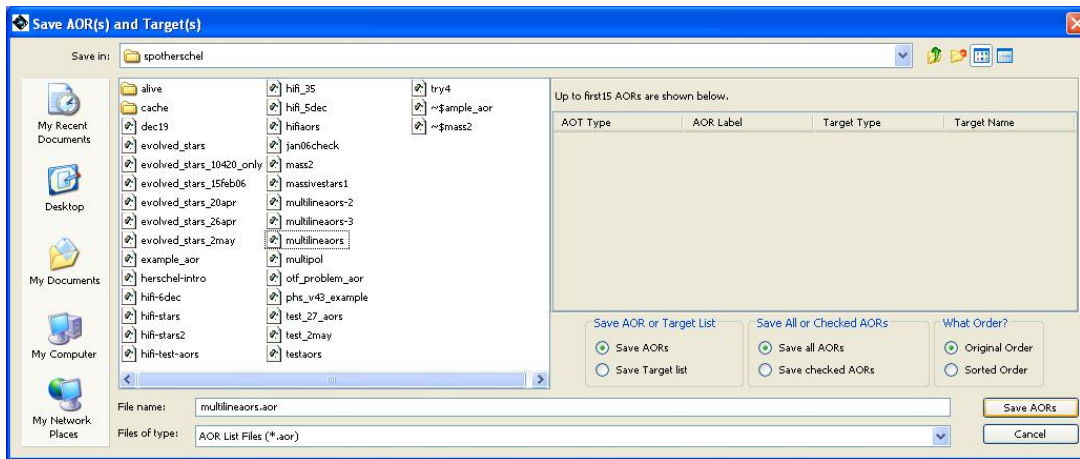 Save AOR(s) and Target(s)
Save in:
spotherschel
My Recent
Documents
Desktop
My Documents
My Computer
My Network
Places
alive
cache
dec19
evolved_stars
evolved_stars_10420_only
evolved_stars_15feb06
evolved_stars_20apr
evolved_stars_26apr
evolved_stars_2may
example_aor
herschel-intro
hifi-6dec
hifi-stars
hifi-stars2
hifi-test-aors
hifi_35
hifi_5dec
hifiaors
jan06check
mass2
massivestars1
multilineaors-2
multilineaors-3
multilineaors
multipol
otf_problem_aor
phs_v43_example
test_27_aors
test_2may
testaors
try4
~$ample_aor
~$mass2
Up to first15 AORs are shown below.
AOT Type AOR Label Target Type Target Name
Save AOR or Target List
Save AORs
Save Target list
Save All or Checked AORs
Save all AORs
Save checked AORs
What Order?
Original Order
Sorted Order
File name:
multilineaors.aor
Save AORs
Files of type:
AOR List Files (*.aor)
Cancel